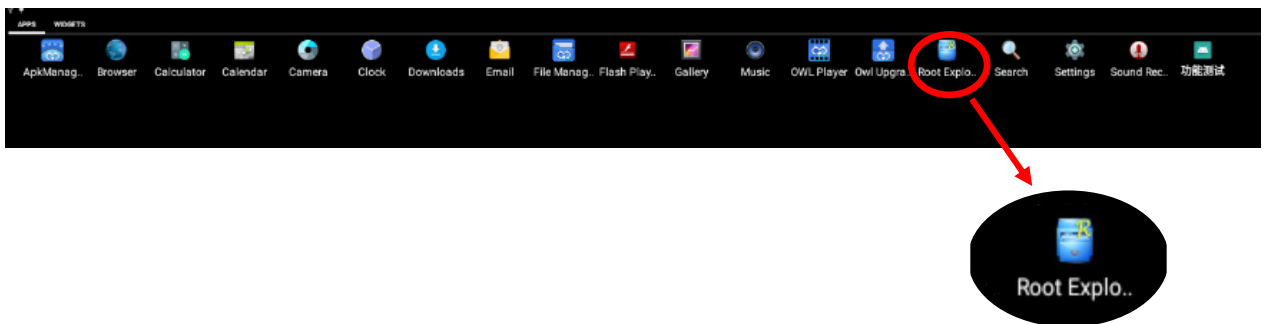 APPS WIDGETS
ApkManag.. Browser Calculator Calendar Camera Clock Downloads Email File Manag.. Flash Play.. Gallery Music OWL Player Owl Upgra.. Root Explo.. Search Settings Sound Rec.. 功能测试
R
Root Explo..